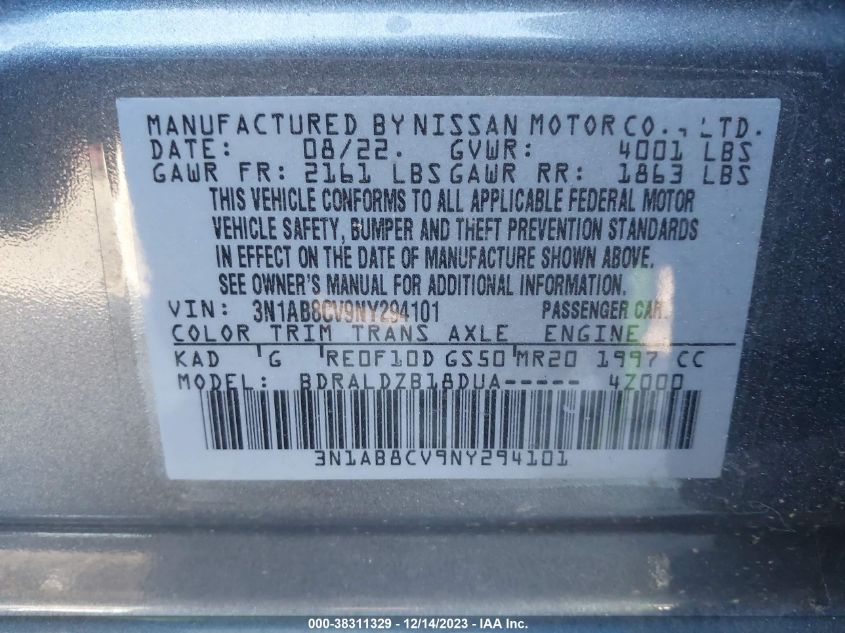 MANUFACTURED BY NISSAN MOTOR CO., LTD.
DATE: 08/22. GVWR: 4001 LBS
GAWR FR: 2161 LBS GAWR RR: 1863 LBS
THIS VEHICLE CONFORMS TO ALL APPLICABLE FEDERAL MOTOR
VEHICLE SAFETY, BUMPER AND THEFT PREVENTION STANDARDS
IN EFFECT ON THE DATE OF MANUFACTURE SHOWN ABOVE.
SEE OWNER'S MANUAL FOR ADDITIONAL INFORMATION.
VIN: 3N1AB8CV9NY294101 PASSENGER CAR
COLOR TRIM TRANS AXLE ENGINE
KAD G RE0F10D GS50 MR20 1997 CC
MODEL: BDRALDZB18DUA----- 4Z000
3N1AB8CV9NY294101
000-38311329 - 12/14/2023 - IAA Inc.